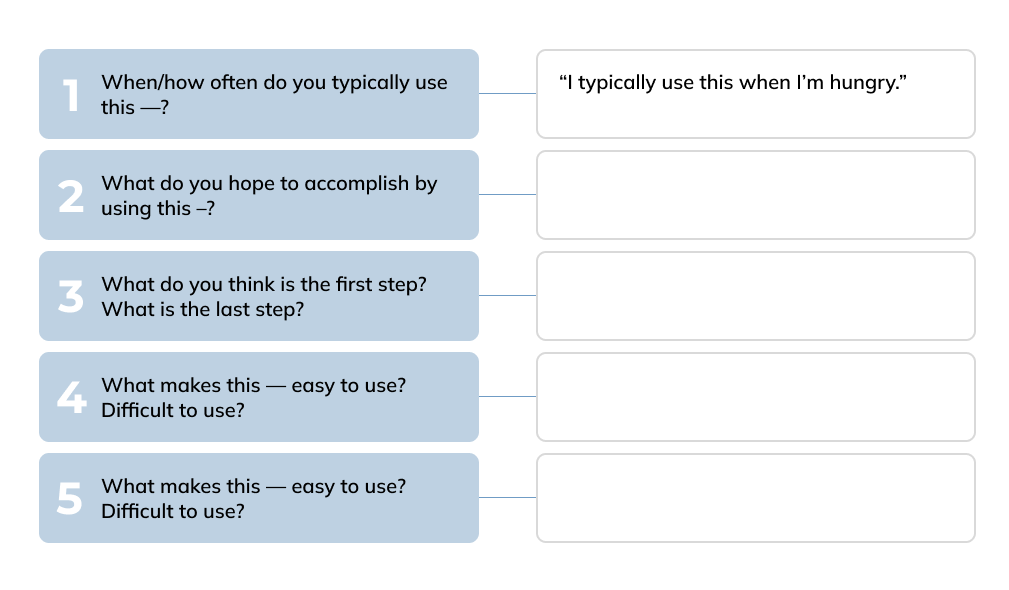 1
When/how often do you typically use
this —?
“I typically use this when I’m hungry.”
2
What do you hope to accomplish by
using this –?
3
What do you think is the first step?
What is the last step?
4
What makes this — easy to use?
Difficult to use?
5
What makes this — easy to use?
Difficult to use?